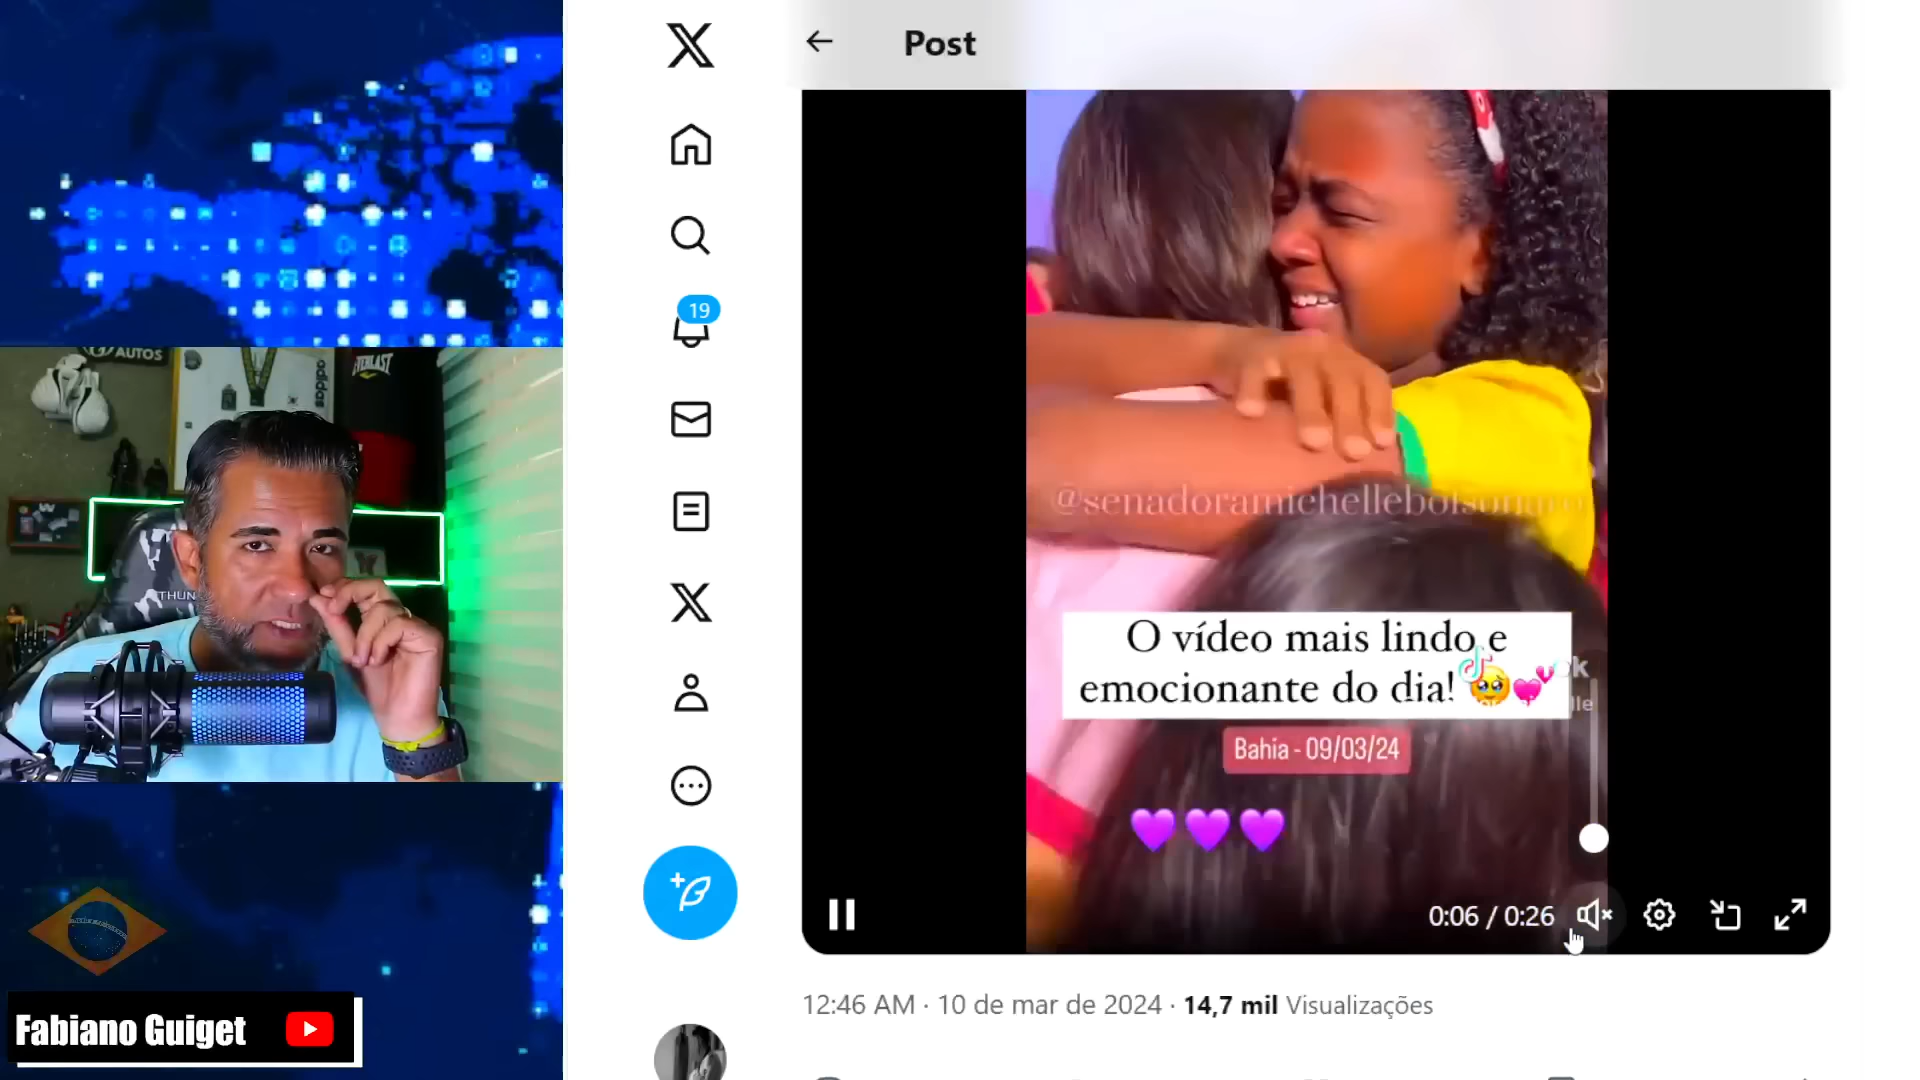 AUTOS
adidas
EVERLAST
THUN
Fabiano Guiget
Post
19
@senadoramichellebolsonaro
O vídeo mais lindo e
emocionante do dia! 🥹💕
Bahia - 09/03/24
💜💜💜
0:06 / 0:26
12:46 AM · 10 de mar de 2024 · 14,7 mil Visualizações